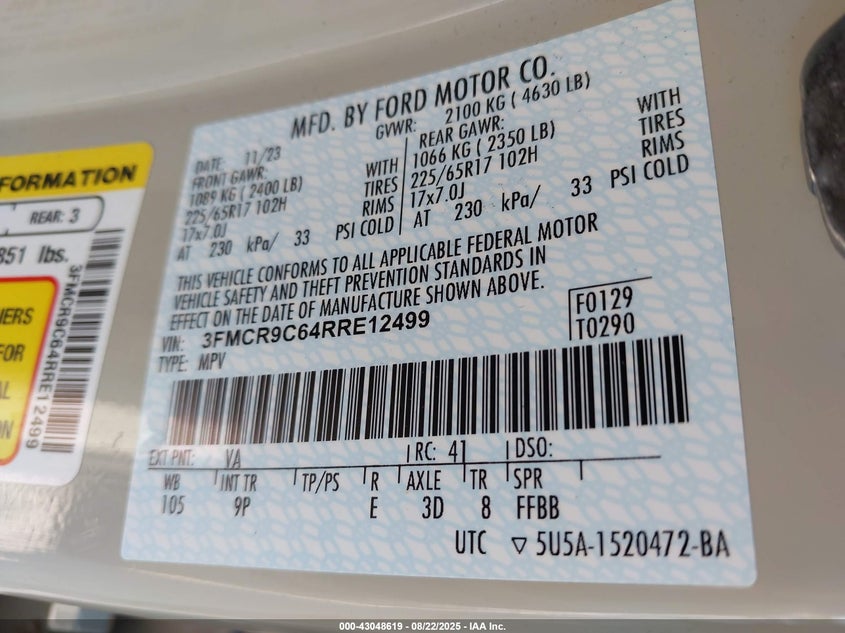 FORMATION
REAR: 3
851 lbs.
3FMCR9C64RRE12499
IERS
FOR
AL
ON
MFD. BY FORD MOTOR CO.
DATE: 11/23 GVWR: 2100 KG ( 4630 LB)
FRONT GAWR: WITH REAR GAWR: WITH
1089 KG ( 2400 LB) TIRES 1066 KG ( 2350 LB) TIRES
225/65R17 102H RIMS 225/65R17 102H RIMS
17x7.0J 17x7.0J
AT 230 kPa/ 33 PSI COLD AT 230 kPa/ 33 PSI COLD
THIS VEHICLE CONFORMS TO ALL APPLICABLE FEDERAL MOTOR
VEHICLE SAFETY AND THEFT PREVENTION STANDARDS IN
EFFECT ON THE DATE OF MANUFACTURE SHOWN ABOVE.
VIN: 3FMCR9C64RRE12499 F0129
TYPE: MPV T0290
EXT PNT: VA RC: 41 DSO:
WB INT TR TP/PS R AXLE TR SPR
105 9P E 3D 8 FFBB
UTC ▽ 5U5A-1520472-BA
000-43048619 - 08/22/2025 - IAA Inc.